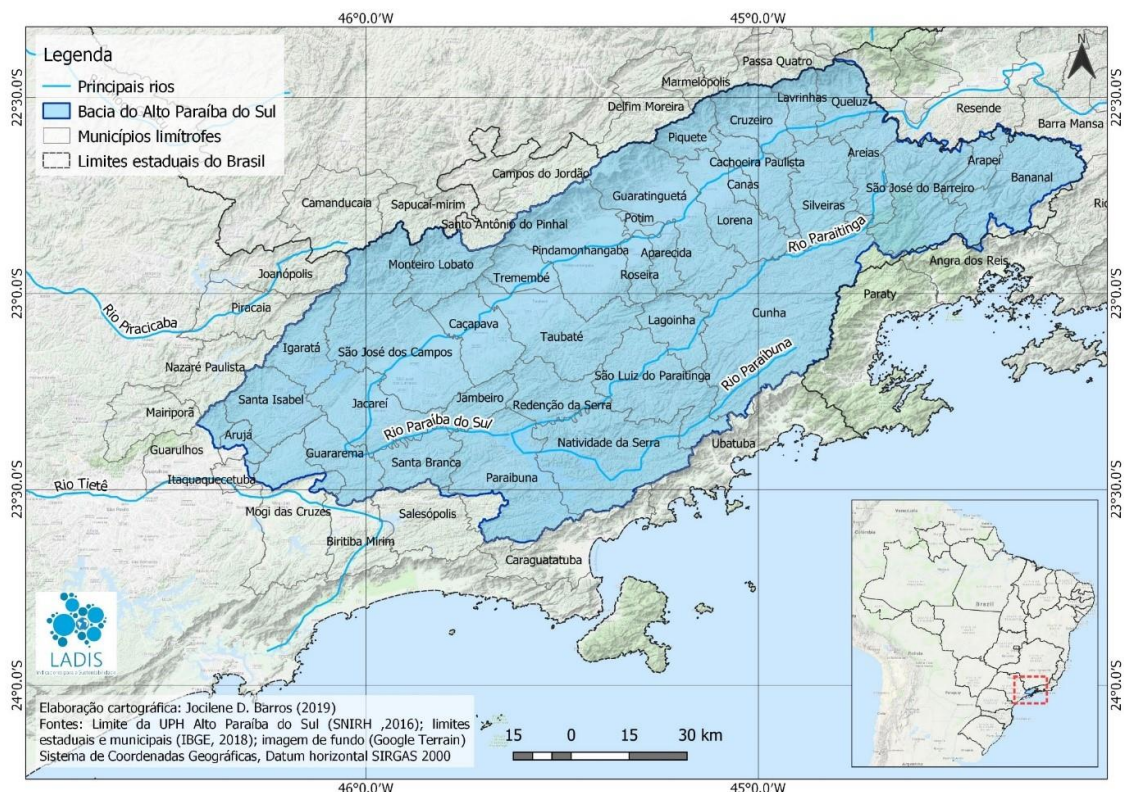 46°0.0'W
45°0.0'W
Legenda
Principais rios
Bacia do Alto Paraíba do Sul
Municípios limítrofes
Limites estaduais do Brasil
N
22°30.0'S
22°30.0'S
23°0.0'S
23°0.0'S
23°30.0'S
23°30.0'S
24°0.0'S
24°0.0'S
Passa Quatro
Marmelópolis
Delfim Moreira
Lavrinhas
Queluz
Resende
Cruzeiro
Barra Mansa
Piquete
Cachoeira Paulista
Areias
Arapeí
Bananal
Campos do Jordão
Guaratinguetá
Canas
São José do Barreiro
Camanducaia
Sapucaí-mirim
Potim
Lorena
Silveiras
Santo Antônio do Pinhal
Pindamonhangaba
Aparecida
Rio Paraitinga
Monteiro Lobato
Tremembé
Roseira
Angra dos Reis
Joanópolis
Paraty
Piracaia
Rio Piracicaba
Lagoinha
Cunha
Caçapava
Taubaté
Igaratá
São José dos Campos
Nazaré Paulista
São Luiz do Paraitinga
Rio Paraibuna
Santa Isabel
Jacareí
Jambeiro
Redenção da Serra
Mairiporã
Rio Paraíba do Sul
Arujá
Natividade da Serra
Ubatuba
Guarulhos
Guararema
Santa Branca
Paraibuna
Rio Tietê
Itaquaquecetuba
Mogi das Cruzes
Salesópolis
Biritiba Mirim
Caraguatatuba
Brasil
LADIS
Elaboração cartográfica: Jocilene D. Barros (2019)
Fontes: Limite da UPH Alto Paraíba do Sul (SNIRH ,2016); limites
estaduais e municipais (IBGE, 2018); imagem de fundo (Google Terrain)
Sistema de Coordenadas Geográficas, Datum horizontal SIRGAS 2000
15 0 15 30 km
46°0.0'W
45°0.0'W